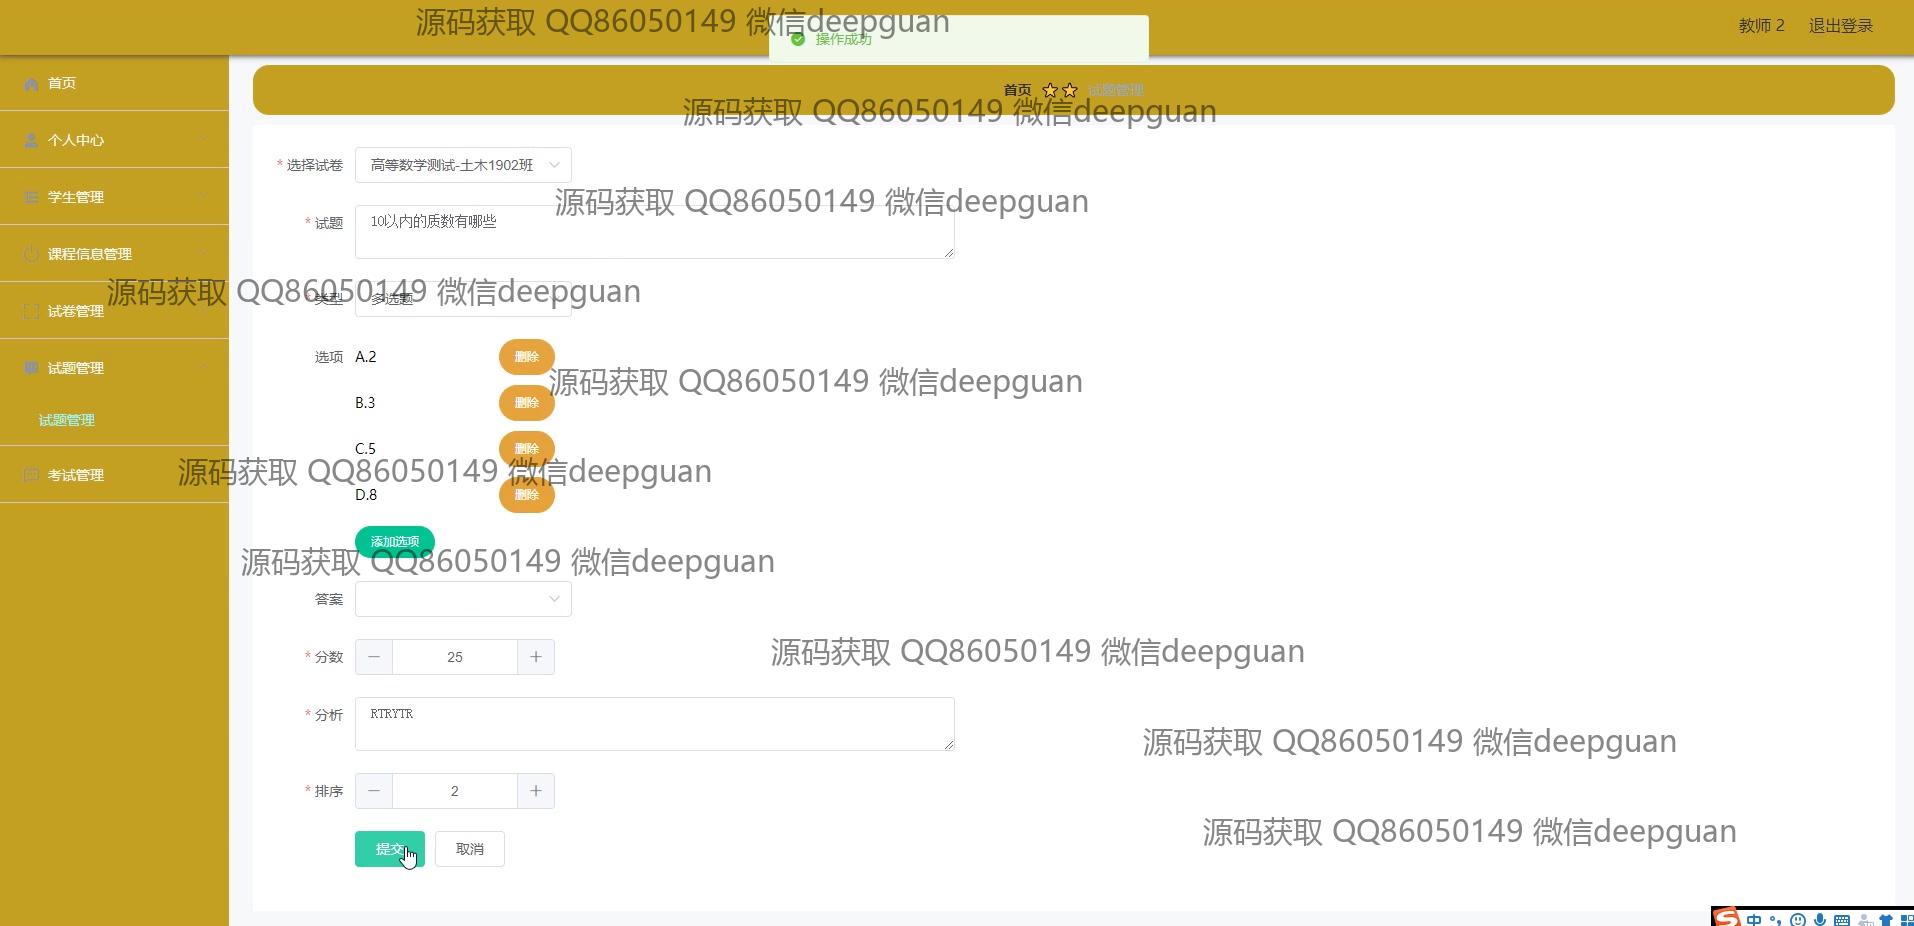 源码获取 QQ86050149 微信deepguan
操作成功
教师 2
退出登录
首页
首页
试题管理
源码获取 QQ86050149 微信deepguan
个人中心
* 选择试卷
高等数学测试-土木1902班
学生管理
源码获取 QQ86050149 微信deepguan
* 试题
10以内的质数有哪些
课程信息管理
源码获取 QQ86050149 微信deepguan
* 类型
多选题
试卷管理
选项
A.2
删除
试题管理
源码获取 QQ86050149 微信deepguan
B.3
删除
试题管理
C.5
删除
考试管理
源码获取 QQ86050149 微信deepguan
D.8
删除
添加选项
源码获取 QQ86050149 微信deepguan
答案
* 分数
25
源码获取 QQ86050149 微信deepguan
* 分析
RTRYTR
源码获取 QQ86050149 微信deepguan
* 排序
2
源码获取 QQ86050149 微信deepguan
提交
取消
中